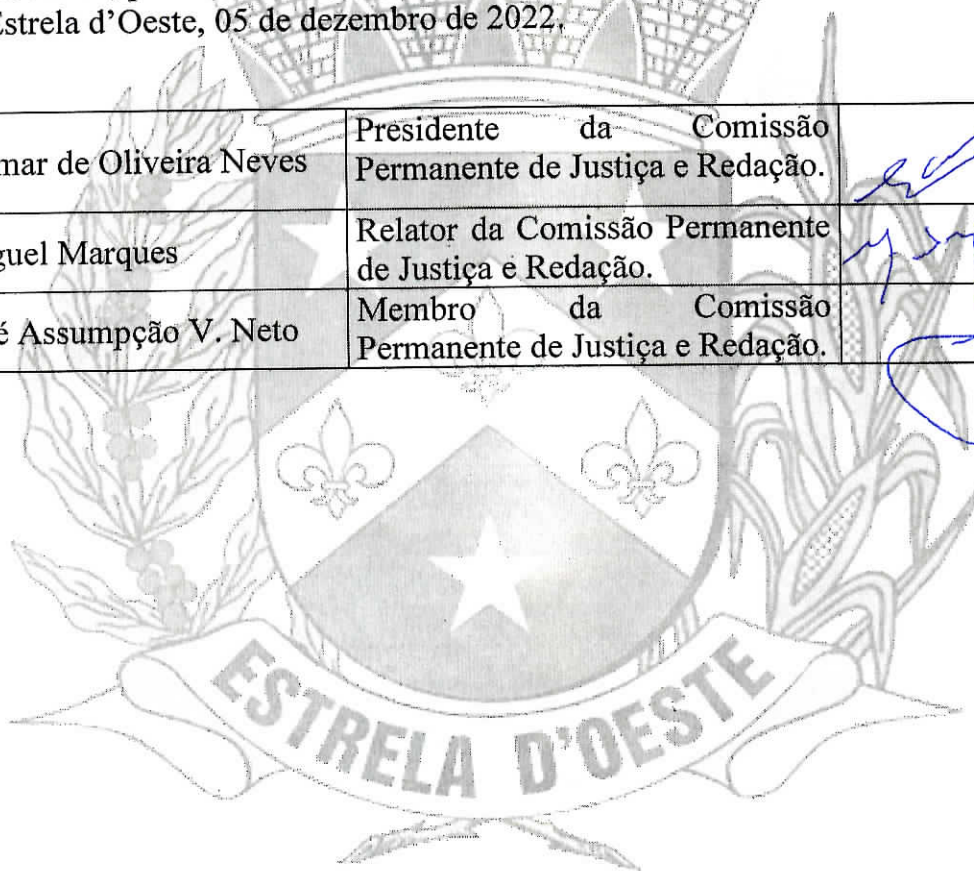 Estrela d’Oeste, 05 de dezembro de 2022.
mar de Oliveira Neves
Presidente da Comissão
Permanente de Justiça e Redação.
guel Marques
Relator da Comissão Permanente
de Justiça e Redação.
é Assumpção V. Neto
Membro da Comissão
Permanente de Justiça e Redação.
ESTRELA D'OESTE